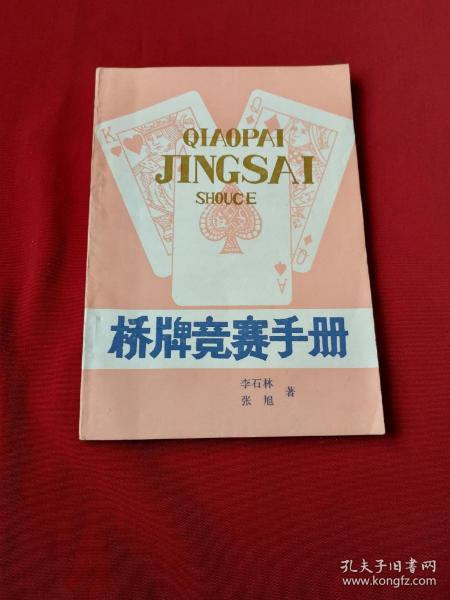 K
Q
QIAOPAI
JINGSAI
SHOUCE
A
桥牌竞赛手册
李石林
张旭 著
孔夫子旧书网
www.kongfz.com